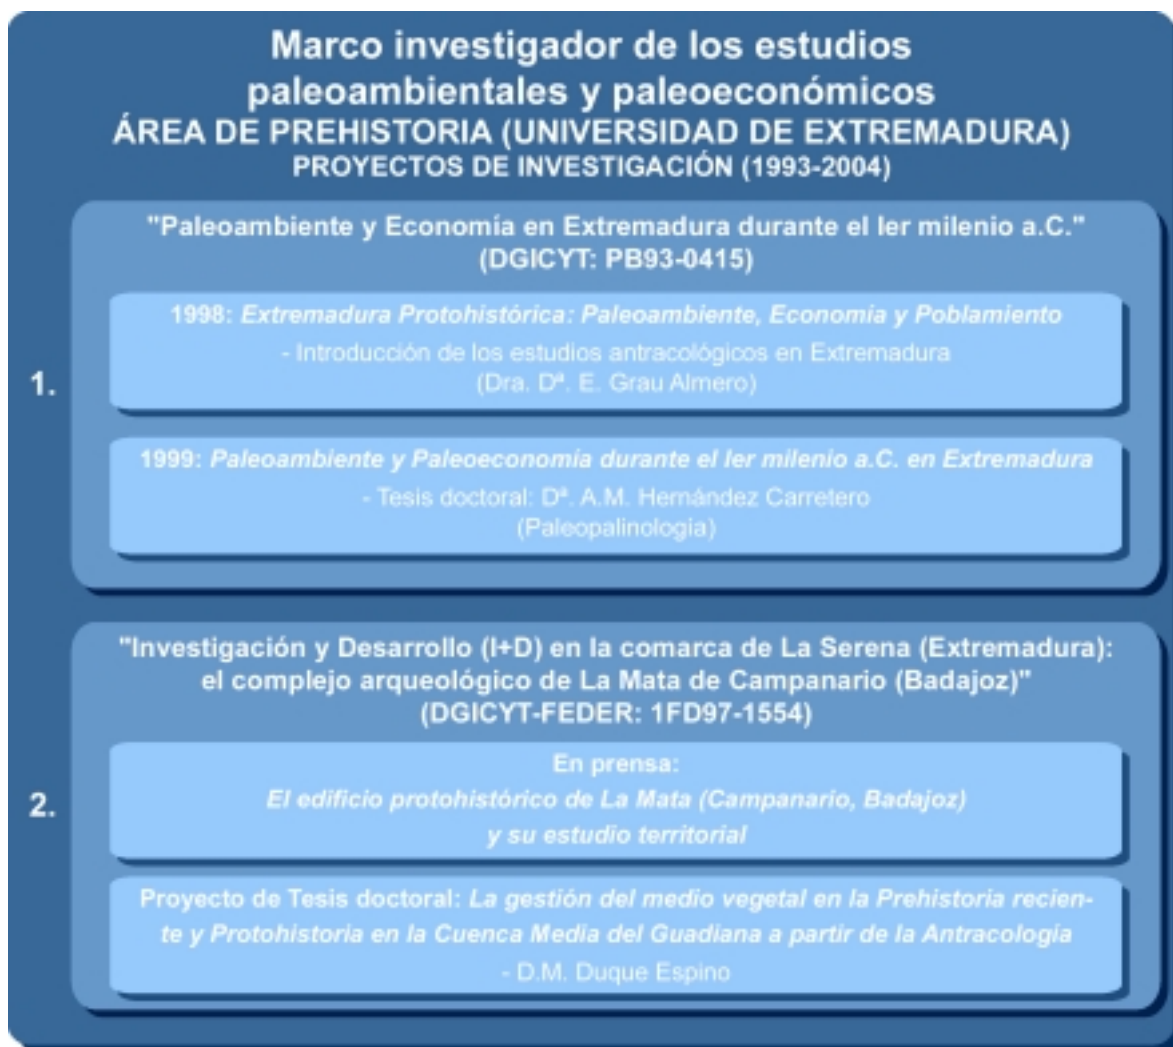 Marco investigador de los estudios
paleoambientales y paleoeconómicos
ÁREA DE PREHISTORIA (UNIVERSIDAD DE EXTREMADURA)
PROYECTOS DE INVESTIGACIÓN (1993-2004)
1.
"Paleoambiente y Economía en Extremadura durante el Ier milenio a.C."
(DGICYT: PB93-0415)
1998: Extremadura Protohistórica: Paleoambiente, Economia y Poblamiento
- Introducción de los estudios antracológicos en Extremadura
(Dra. Dª. E. Grau Almero)
1999: Paleoambiente y Paleoeconomia durante el Ier milenio a.C. en Extremadura
- Tesis doctoral: Dª. A.M. Hernández Carretero
(Paleopalinologia)
2.
"Investigación y Desarrollo (I+D) en la comarca de La Serena (Extremadura):
el complejo arqueológico de La Mata de Campanario (Badajoz)"
(DGICYT-FEDER: 1FD97-1554)
En prensa:
El edificio protohistórico de La Mata (Campanario, Badajoz)
y su estudio territorial
Proyecto de Tesis doctoral: La gestión del medio vegetal en la Prehistoria recien-
te y Protohistoria en la Cuenca Media del Guadiana a partir de la Antracologia
- D.M. Duque Espino